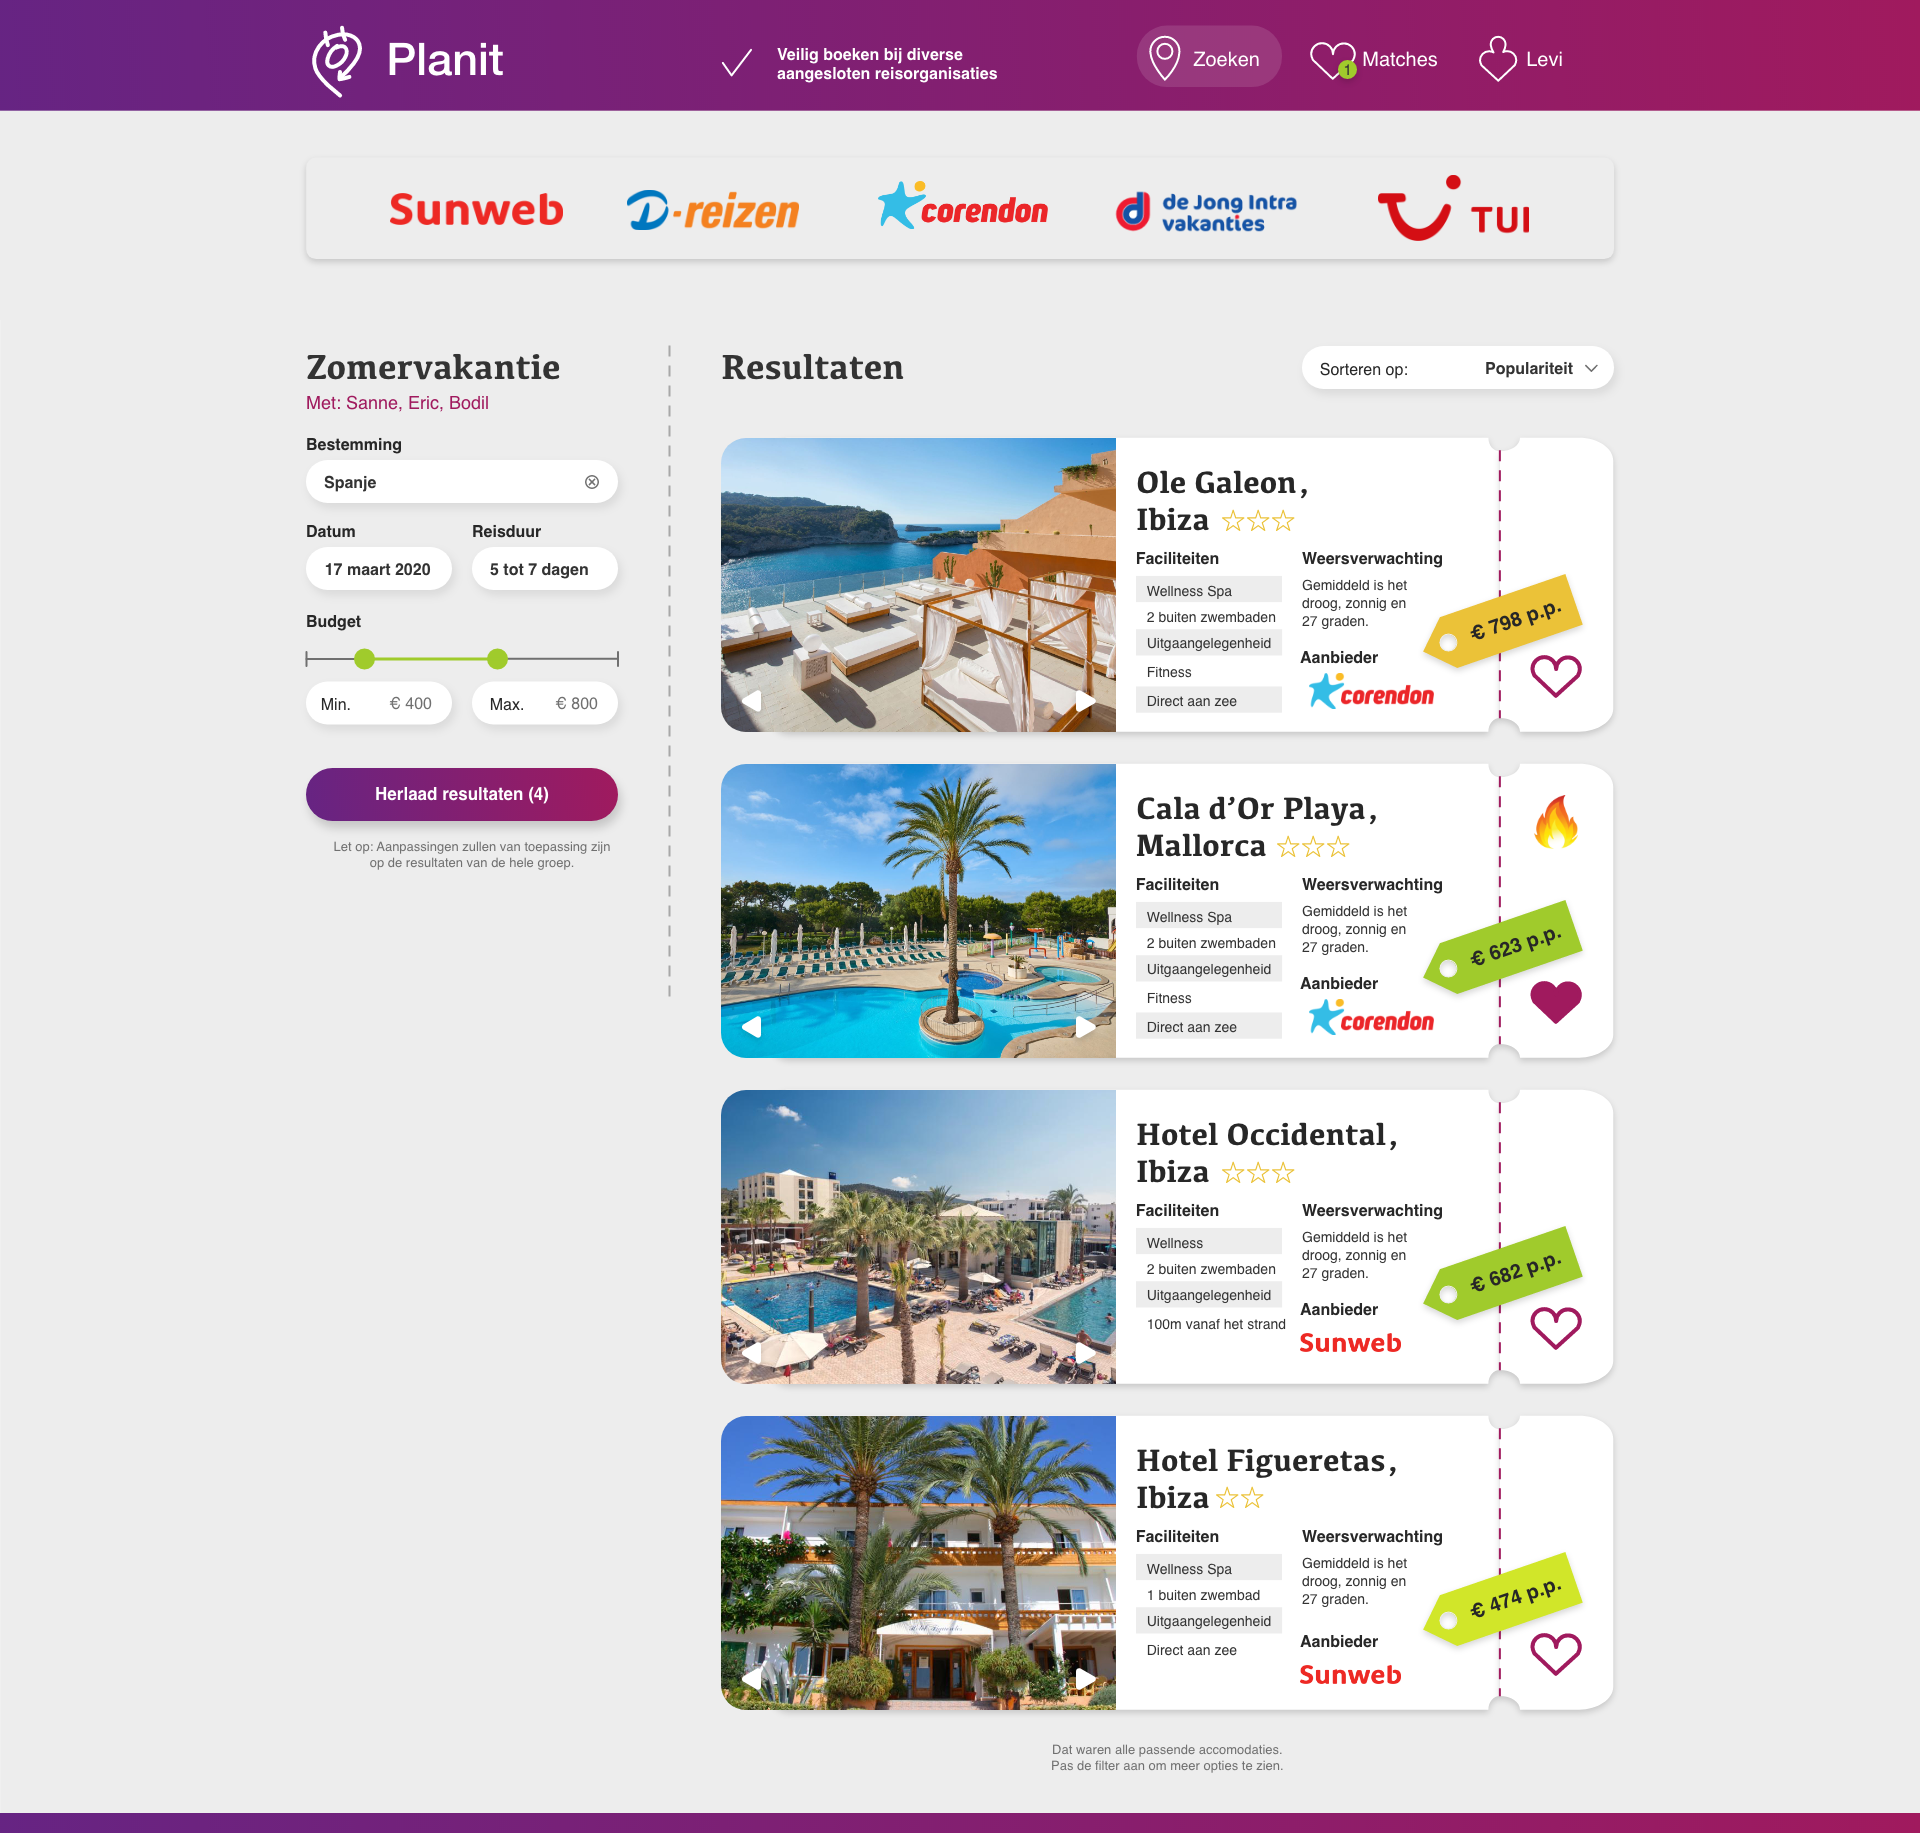 Planit
Veilig boeken bij diverse
aangesloten reisorganisaties
Zoeken
1
Matches
Levi
Sunweb
D-reizen
corendon
de Jong Intra
vakanties
TUI
Zomervakantie
Met: Sanne, Eric, Bodil
Bestemming
Spanje
Datum
Reisduur
17 maart 2020
5 tot 7 dagen
Budget
Min.
€ 400
Max.
€ 800
Herlaad resultaten (4)
Let op: Aanpassingen zullen van toepassing zijn
op de resultaten van de hele groep.
Resultaten
Sorteren op:
Populariteit
Ole Galeon,
Ibiza
Faciliteiten
Wellness Spa
2 buiten zwembaden
Uitgaangelegenheid
Fitness
Direct aan zee
Weersverwachting
Gemiddeld is het
droog, zonnig en
27 graden.
Aanbieder
corendon
€ 798 p.p.
Cala d’Or Playa,
Mallorca
Faciliteiten
Wellness Spa
2 buiten zwembaden
Uitgaangelegenheid
Fitness
Direct aan zee
Weersverwachting
Gemiddeld is het
droog, zonnig en
27 graden.
Aanbieder
corendon
€ 623 p.p.
Hotel Occidental,
Ibiza
Faciliteiten
Wellness
2 buiten zwembaden
Uitgaangelegenheid
100m vanaf het strand
Weersverwachting
Gemiddeld is het
droog, zonnig en
27 graden.
Aanbieder
Sunweb
€ 682 p.p.
Hotel Figueretas,
Ibiza
Faciliteiten
Wellness Spa
1 buiten zwembad
Uitgaangelegenheid
Direct aan zee
Weersverwachting
Gemiddeld is het
droog, zonnig en
27 graden.
Aanbieder
Sunweb
€ 474 p.p.
Dat waren alle passende accomodaties.
Pas de filter aan om meer opties te zien.